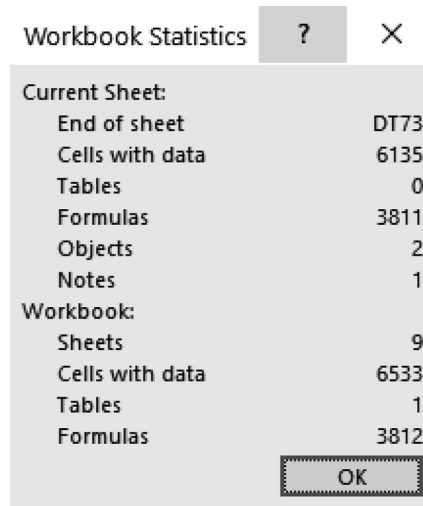 Workbook Statistics ? ×
Current Sheet:
End of sheet DT73
Cells with data 6135
Tables 0
Formulas 3811
Objects 2
Notes 1
Workbook:
Sheets 9
Cells with data 6533
Tables 1
Formulas 3812
OK